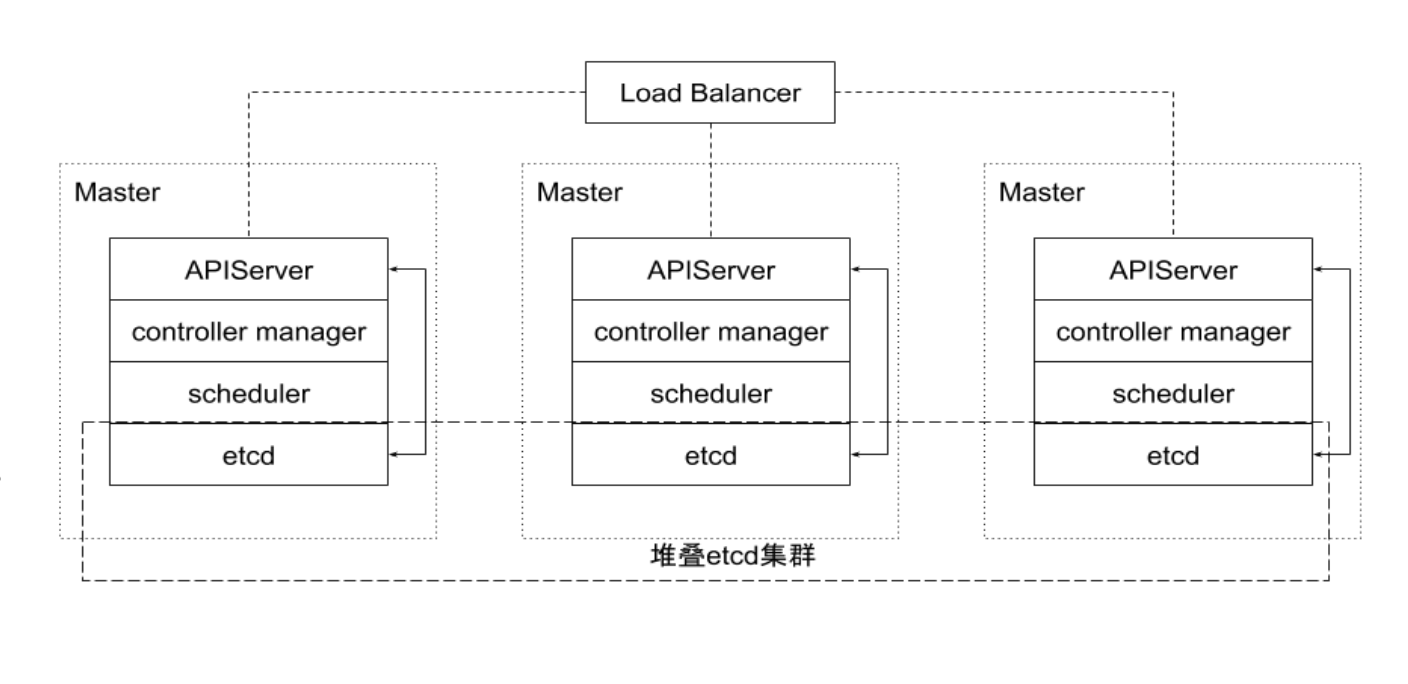 Load Balancer
Master
Master
Master
APIServer
APIServer
APIServer
controller manager
controller manager
controller manager
scheduler
scheduler
scheduler
etcd
etcd
etcd
堆叠etcd集群